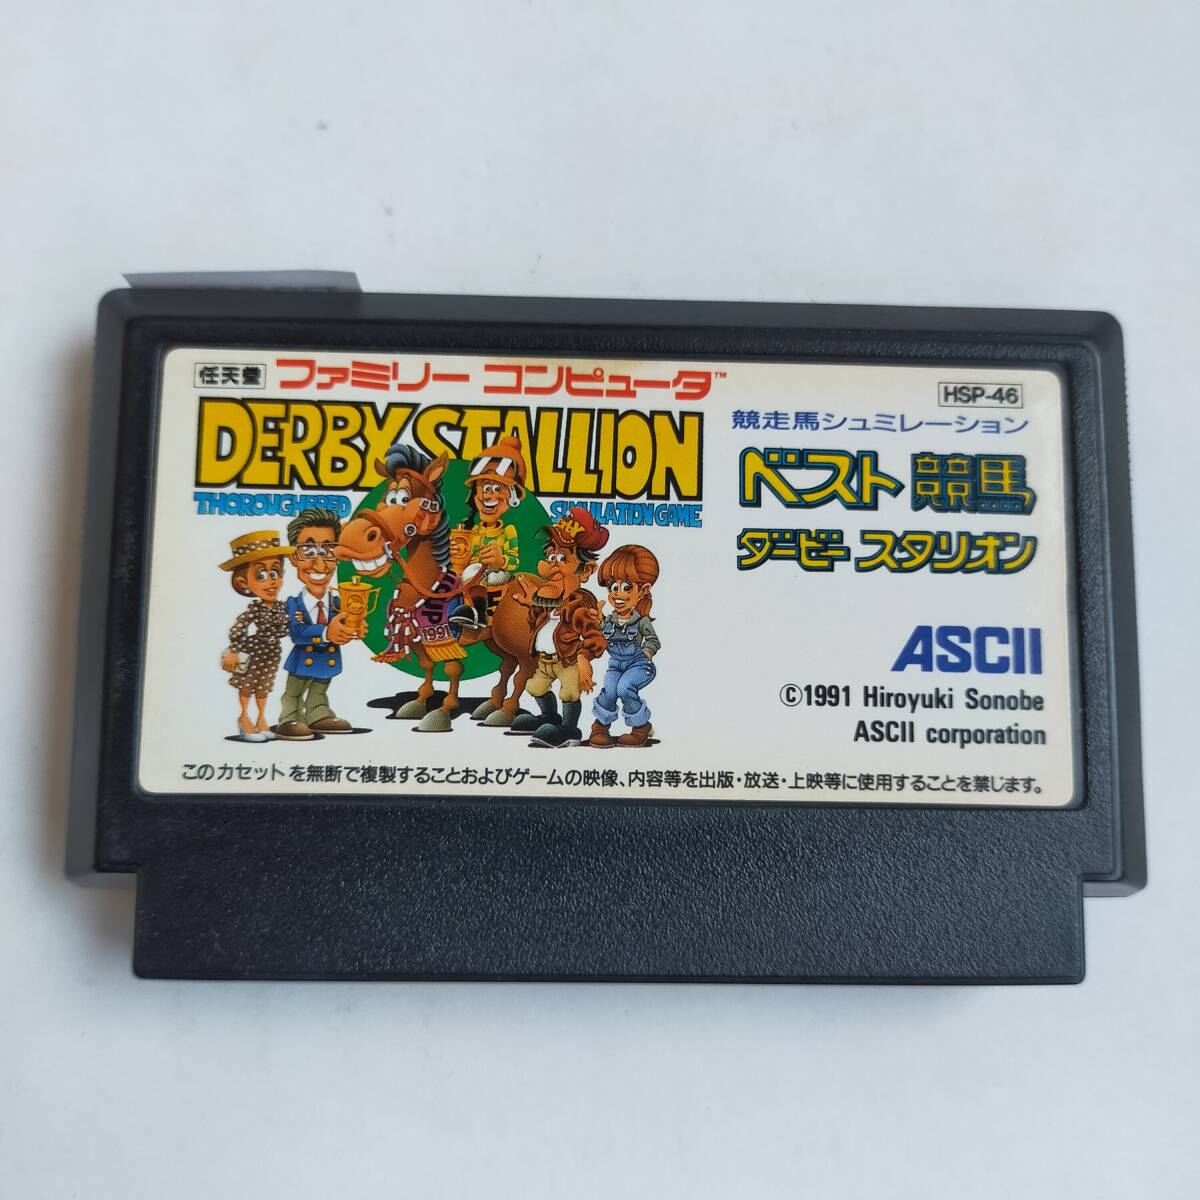 任天堂 ファミリー コンピュータ™
HSP-46
DERBY STALLION
THOROUGHBRED SIMULATION GAME
競走馬シュミレーション
ベスト競馬
ダービー スタリオン
CUP
1991
ASCII
©1991 Hiroyuki Sonobe
ASCII corporation
このカセットを無断で複製することおよびゲームの映像、内容等を出版・放送・上映等に使用することを禁じます。